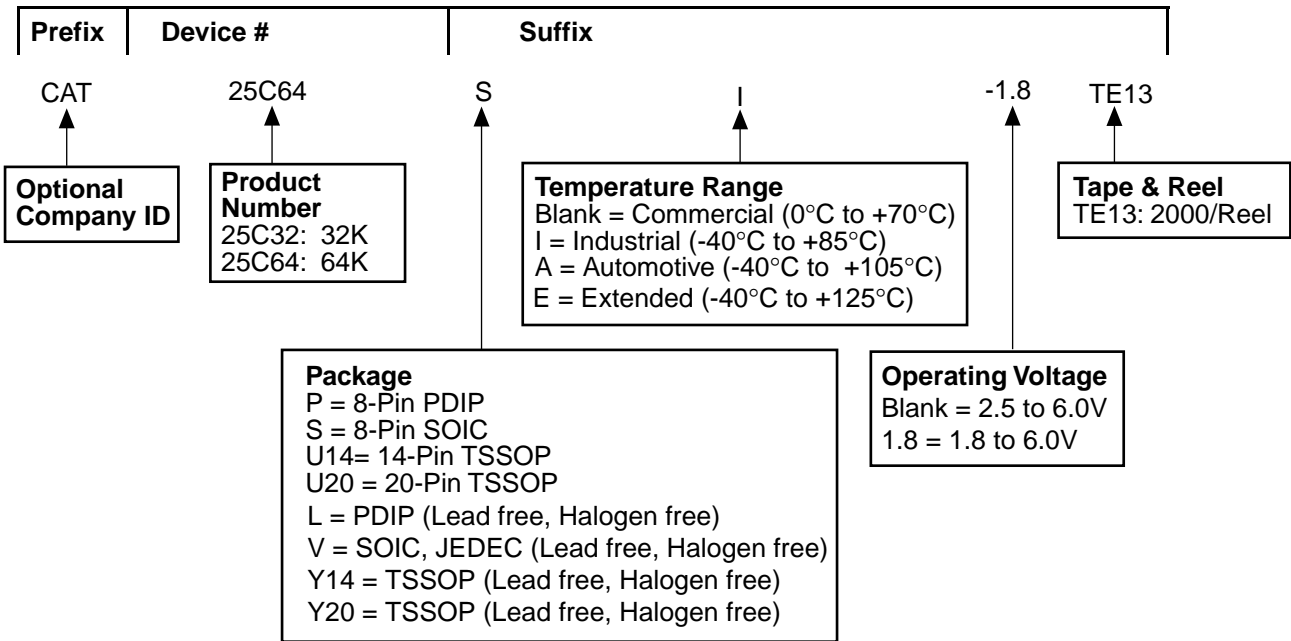 Prefix Device # Suffix
CAT 25C64 S I -1.8 TE13
Optional
Company ID
Product
Number
25C32: 32K
25C64: 64K
Temperature Range
Blank = Commercial (0°C to +70°C)
I = Industrial (-40°C to +85°C)
A = Automotive (-40°C to +105°C)
E = Extended (-40°C to +125°C)
Tape & Reel
TE13: 2000/Reel
Package
P = 8-Pin PDIP
S = 8-Pin SOIC
U14= 14-Pin TSSOP
U20 = 20-Pin TSSOP
L = PDIP (Lead free, Halogen free)
V = SOIC, JEDEC (Lead free, Halogen free)
Y14 = TSSOP (Lead free, Halogen free)
Y20 = TSSOP (Lead free, Halogen free)
Operating Voltage
Blank = 2.5 to 6.0V
1.8 = 1.8 to 6.0V